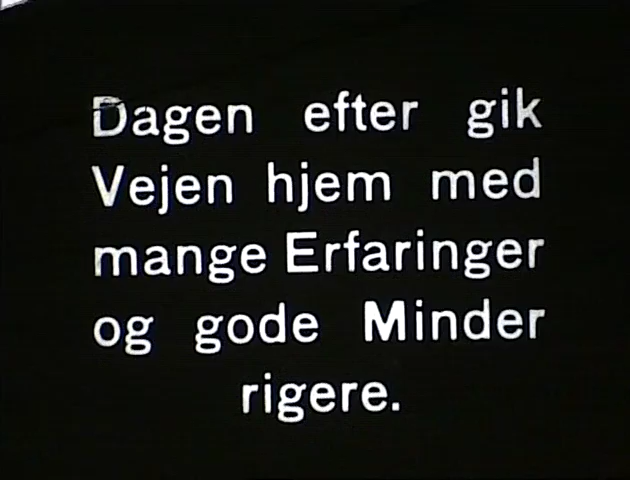 Dagen efter gik
Vejen hjem med
mange Erfaringer
og gode Minder
rigere.